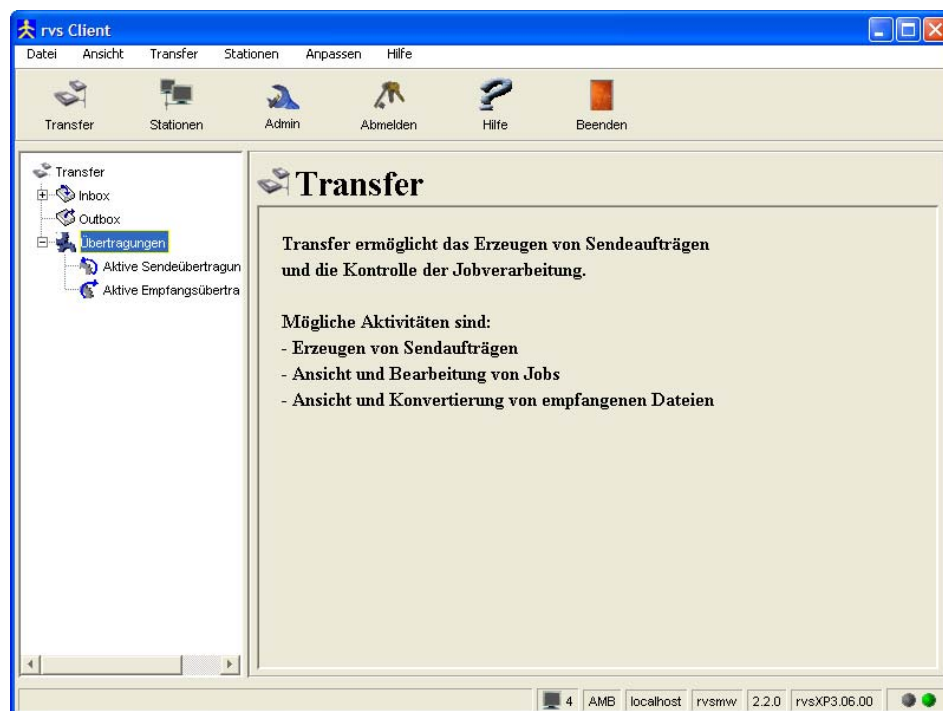 rvs Client
Datei Ansicht Transfer Stationen Anpassen Hilfe
Transfer Stationen Admin Abmelden Hilfe Beenden
Transfer
Inbox
Outbox
Übertragungen
Aktive Sendeübertragun
Aktive Empfangsübertra
Transfer
Transfer ermöglicht das Erzeugen von Sendeaufträgen
und die Kontrolle der Jobverarbeitung.
Mögliche Aktivitäten sind:
- Erzeugen von Sendaufträgen
- Ansicht und Bearbeitung von Jobs
- Ansicht und Konvertierung von empfangenen Dateien
4 AMB localhost rvsmw 2.2.0 rvsXP3.06.00